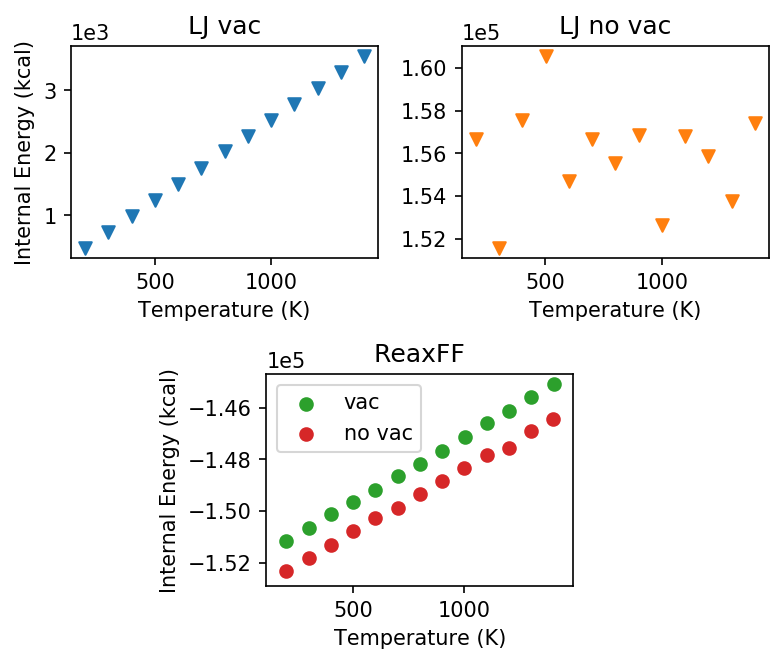 LJ vac
1e3
Internal Energy (kcal)
3
2
1
500 1000
Temperature (K)
LJ no vac
1e5
1.60
1.58
1.56
1.54
1.52
500 1000
Temperature (K)
ReaxFF
1e5
Internal Energy (kcal)
−1.46
−1.48
−1.50
−1.52
vac
no vac
500 1000
Temperature (K)